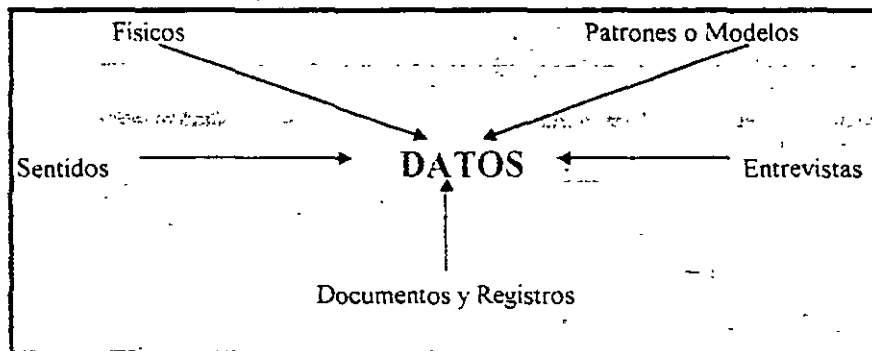 Físicos
Patrones o Modelos
Sentidos
DATOS
Entrevistas
Documentos y Registros